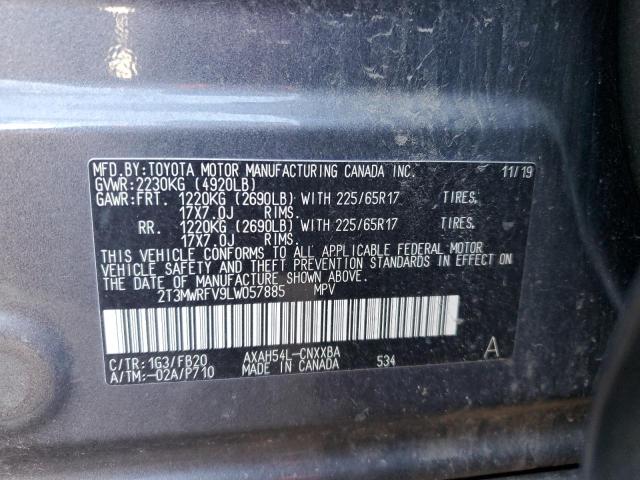 MFD.BY:TOYOTA MOTOR MANUFACTURING CANADA INC. 11/19
GVWR:2230KG (4920LB)
GAWR:FRT. 1220KG (2690LB) WITH 225/65R17 TIRES.
17X7.0J RIMS.
RR. 1220KG (2690LB) WITH 225/65R17 TIRES.
17X7.0J RIMS.
THIS VEHICLE CONFORMS TO ALL APPLICABLE FEDERAL MOTOR
VEHICLE SAFETY AND THEFT PREVENTION STANDARDS IN EFFECT ON
THE DATE OF MANUFACTURE SHOWN ABOVE.
2T3MWRFV9LW057885 MPV
C/TR:1G3/FB20 AXAH54L-CNXXBA A
A/TM:-02A/P710 MADE IN CANADA 534